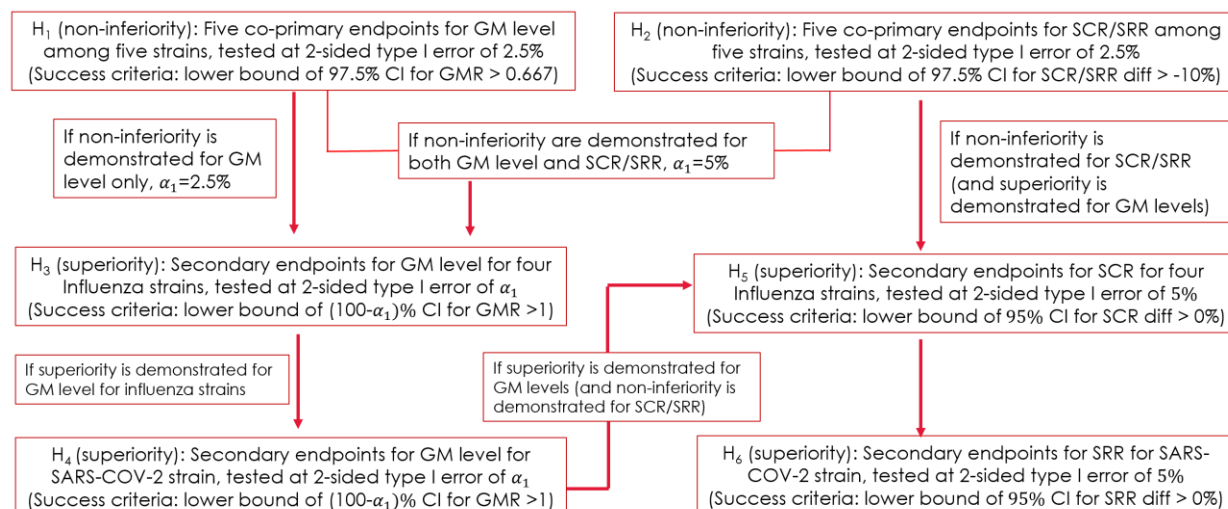 H₁ (non-inferiority): Five co-primary endpoints for GM level
among five strains, tested at 2-sided type I error of 2.5%
(Success criteria: lower bound of 97.5% CI for GMR > 0.667)
H₂ (non-inferiority): Five co-primary endpoints for SCR/SRR among
five strains, tested at 2-sided type I error of 2.5%
(Success criteria: lower bound of 97.5% CI for SCR/SRR diff > -10%)
If non-inferiority is
demonstrated for GM
level only, α₁=2.5%
If non-inferiority are demonstrated for
both GM level and SCR/SRR, α₁=5%
If non-inferiority is
demonstrated for SCR/SRR
(and superiority is
demonstrated for GM levels)
H₃ (superiority): Secondary endpoints for GM level for four
Influenza strains, tested at 2-sided type I error of α₁
(Success criteria: lower bound of (100-α₁)% CI for GMR >1)
H₅ (superiority): Secondary endpoints for SCR for four
Influenza strains, tested at 2-sided type I error of 5%
(Success criteria: lower bound of 95% CI for SCR diff > 0%)
If superiority is demonstrated for
GM level for influenza strains
If superiority is demonstrated for
GM levels (and non-inferiority is
demonstrated for SCR/SRR)
H₄ (superiority): Secondary endpoints for GM level for
SARS-COV-2 strain, tested at 2-sided type I error of α₁
(Success criteria: lower bound of (100-α₁)% CI for GMR >1)
H₆ (superiority): Secondary endpoints for SRR for SARS-
COV-2 strain, tested at 2-sided type I error of 5%
(Success criteria: lower bound of 95% CI for SRR diff > 0%)